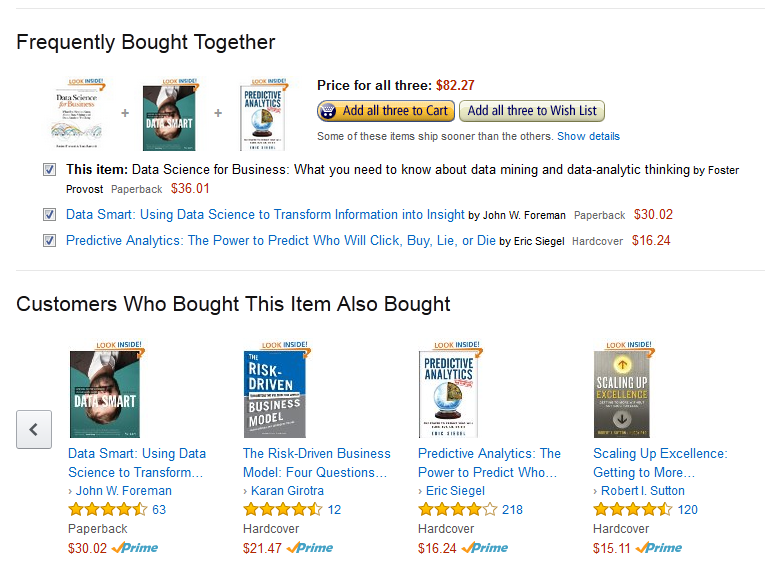 Frequently Bought Together
LOOK INSIDE!
LOOK INSIDE!
LOOK INSIDE!
Data Science
for Business
+
DATA SMART
+
PREDICTIVE
ANALYTICS
ERIC SIEGEL
Price for all three: $82.27
Add all three to Cart
Add all three to Wish List
Some of these items ship sooner than the others. Show details
This item: Data Science for Business: What you need to know about data mining and data-analytic thinking by Foster
Provost Paperback $36.01
Data Smart: Using Data Science to Transform Information into Insight by John W. Foreman Paperback $30.02
Predictive Analytics: The Power to Predict Who Will Click, Buy, Lie, or Die by Eric Siegel Hardcover $16.24
Customers Who Bought This Item Also Bought
LOOK INSIDE!
DATA SMART
Data Smart: Using Data
Science to Transform…
› John W. Foreman
63
Paperback
$30.02 Prime
LOOK INSIDE!
THE
RISK-
DRIVEN
BUSINESS
MODEL
The Risk-Driven Business
Model: Four Questions…
› Karan Girotra
12
Hardcover
$21.47 Prime
LOOK INSIDE!
PREDICTIVE
ANALYTICS
ERIC SIEGEL
Predictive Analytics: The
Power to Predict Who…
› Eric Siegel
218
Hardcover
$16.24 Prime
LOOK INSIDE!
SCALING UP
EXCELLENCE
Scaling Up Excellence:
Getting to More…
› Robert I. Sutton
120
Hardcover
$15.11 Prime